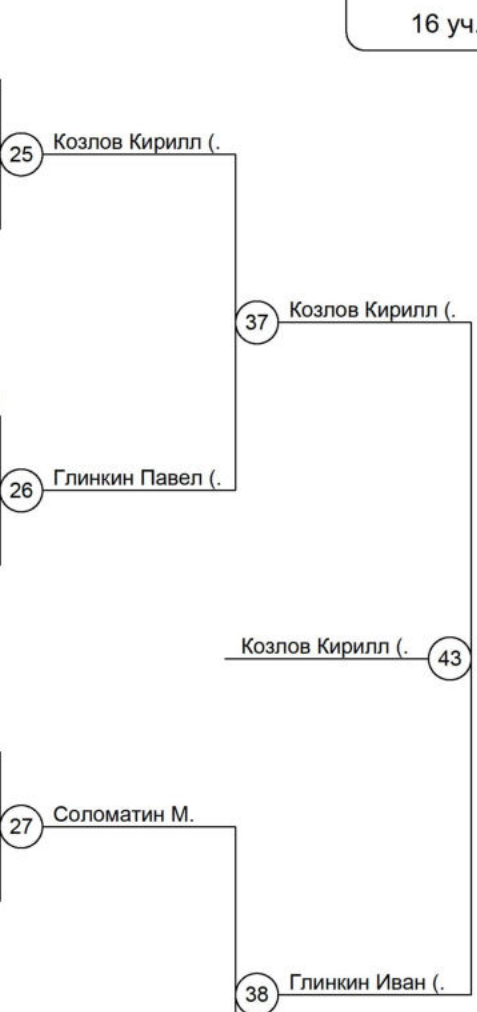 16 уч.
Козлов Кирилл (.
25
Козлов Кирилл (.
37
Глинкин Павел (.
26
Козлов Кирилл (.
43
Соломатин М.
27
Глинкин Иван (.
38